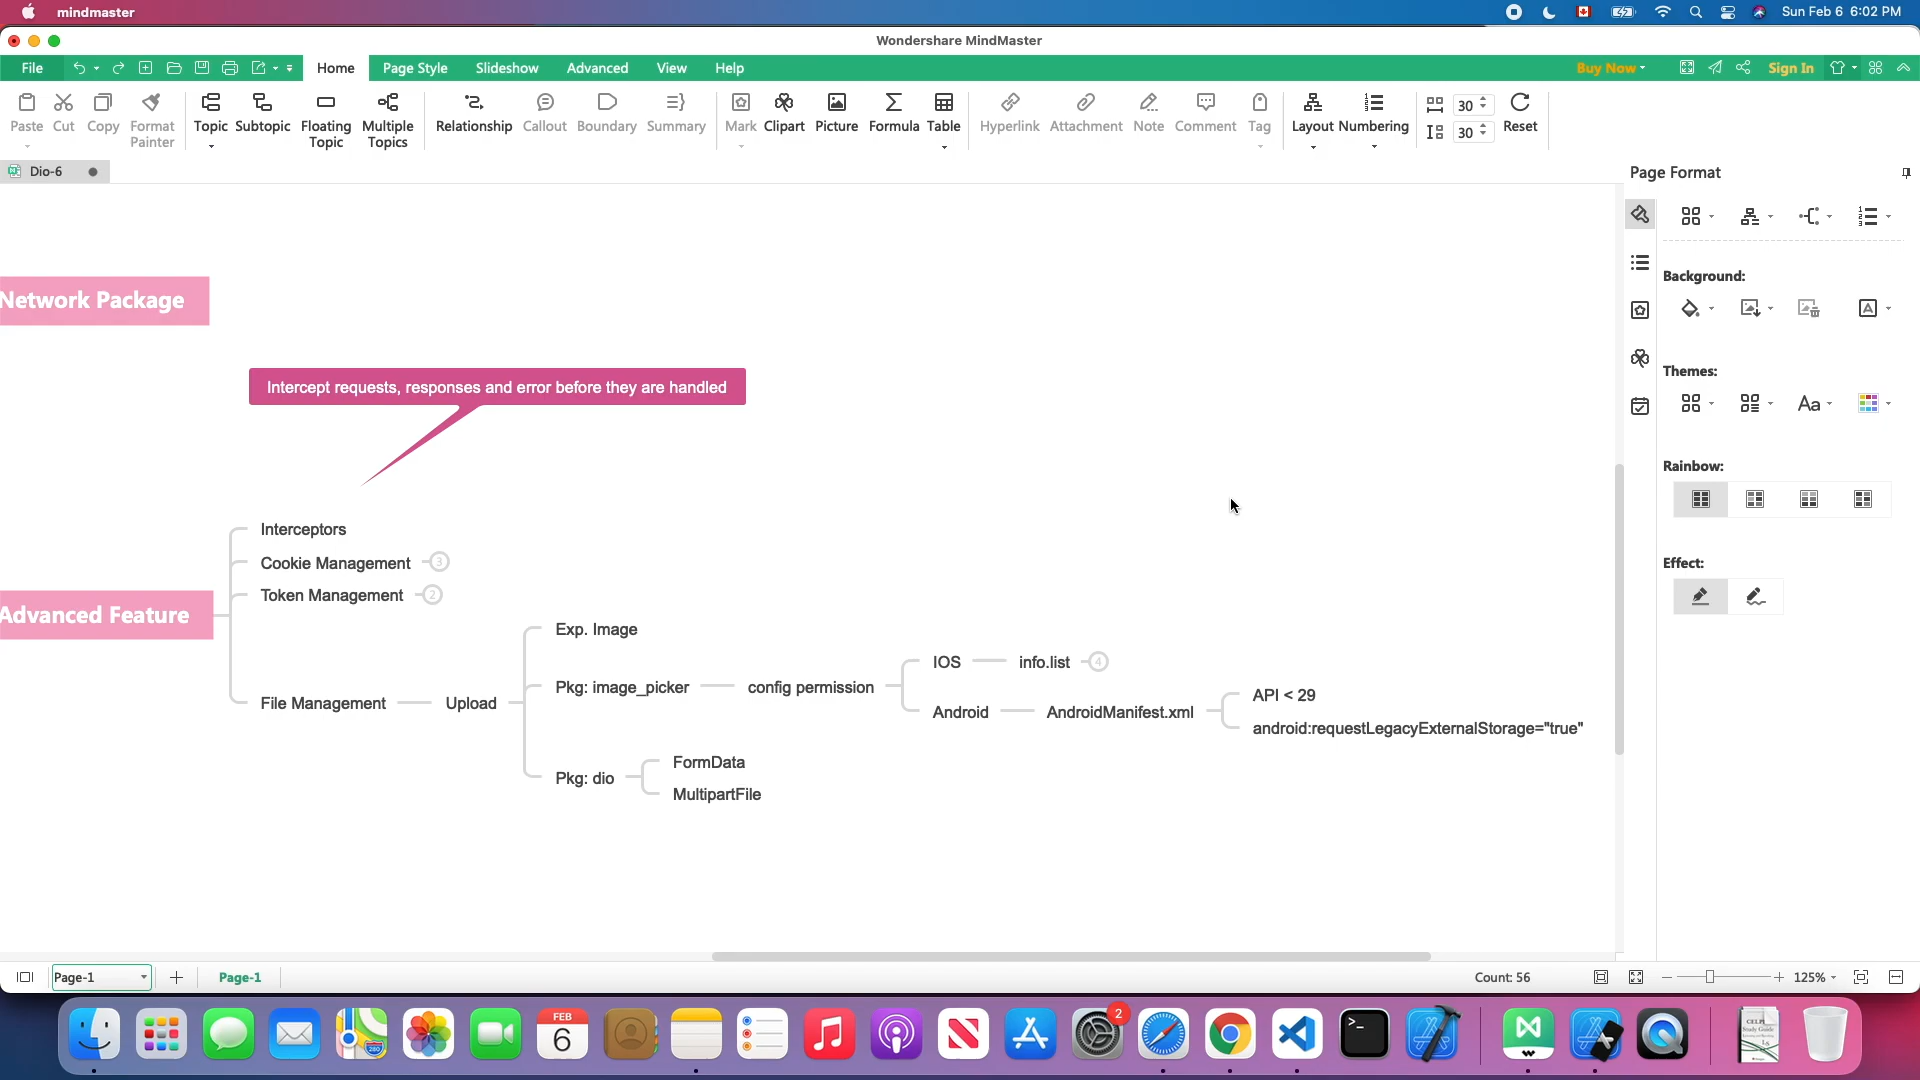 mindmaster
Sun Feb 6 6:02 PM
Wondershare MindMaster
File
Home
Page Style
Slideshow
Advanced
View
Help
Buy Now
Sign In
Paste
Cut
Copy
Format
Painter
Topic
Subtopic
Floating
Topic
Multiple
Topics
Relationship
Callout
Boundary
Summary
Mark
Clipart
Picture
Formula
Table
Hyperlink
Attachment
Note
Comment
Tag
Layout
Numbering
30
30
Reset
Dio-6
Page Format
Network Package
Background:
Intercept requests, responses and error before they are handled
Themes:
Aa
Rainbow:
Interceptors
Cookie Management
3
Token Management
2
Effect:
Advanced Feature
Exp. Image
IOS
info.list
4
Pkg: image_picker
config permission
API < 29
File Management
Upload
Android
AndroidManifest.xml
android:requestLegacyExternalStorage="true"
FormData
Pkg: dio
MultipartFile
Page-1
Page-1
Count: 56
125%
FEB
6
2